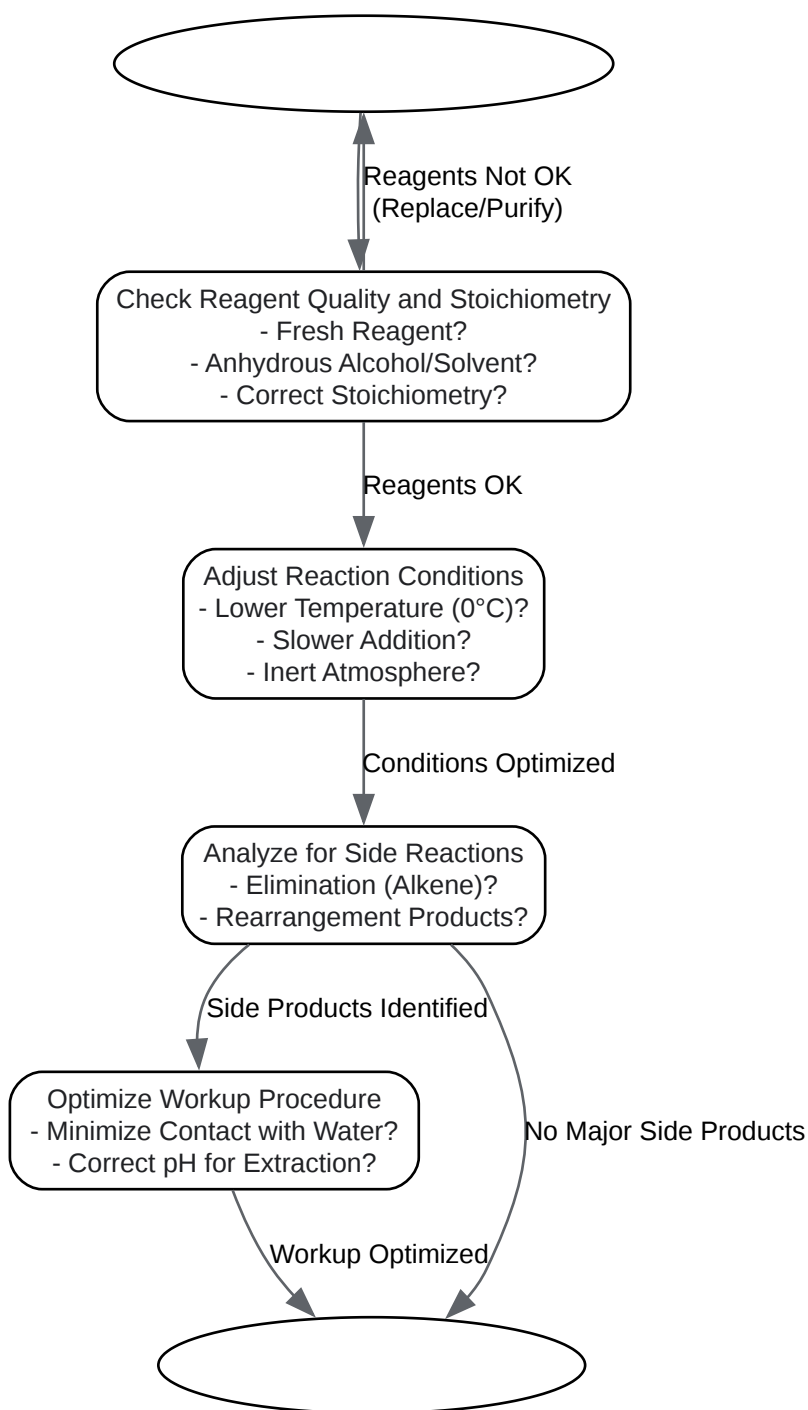 Reagents Not OK
(Replace/Purify)
Check Reagent Quality and Stoichiometry
- Fresh Reagent?
- Anhydrous Alcohol/Solvent?
- Correct Stoichiometry?
Reagents OK
Adjust Reaction Conditions
- Lower Temperature (0°C)?
- Slower Addition?
- Inert Atmosphere?
Conditions Optimized
Analyze for Side Reactions
- Elimination (Alkene)?
- Rearrangement Products?
Side Products Identified
Optimize Workup Procedure
- Minimize Contact with Water?
- Correct pH for Extraction?
No Major Side Products
Workup Optimized